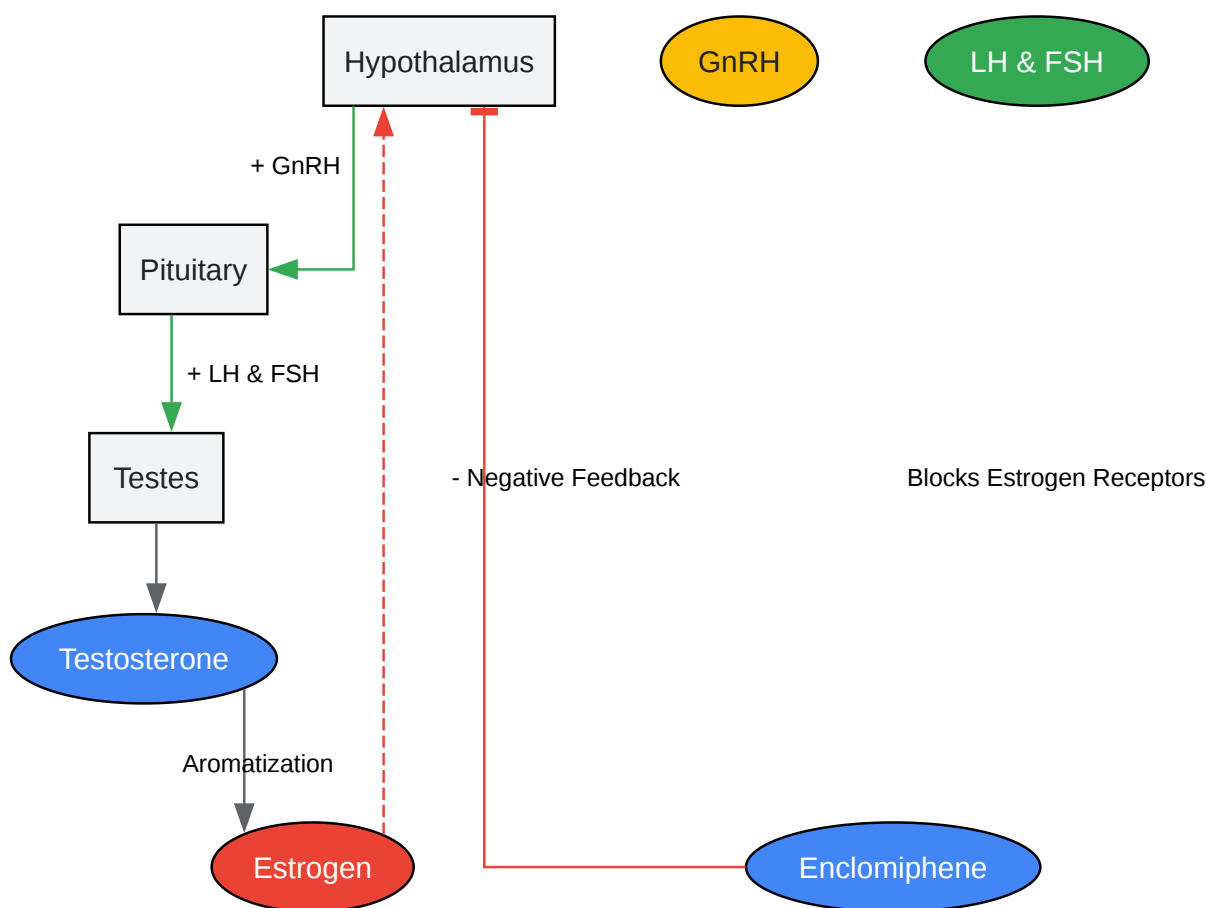 Hypothalamus
GnRH
LH & FSH
+ GnRH
Pituitary
+ LH & FSH
Testes
- Negative Feedback
Blocks Estrogen Receptors
Testosterone
Aromatization
Estrogen
Enclomiphene